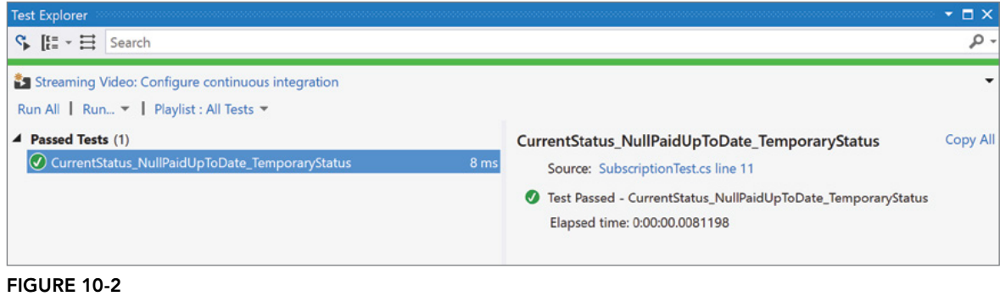 Test Explorer
Search
Streaming Video: Configure continuous integration
Run All | Run... | Playlist : All Tests
Passed Tests (1)
CurrentStatus_NullPaidUpToDate_TemporaryStatus 8 ms
CurrentStatus_NullPaidUpToDate_TemporaryStatus Copy All
Source: SubscriptionTest.cs line 11
Test Passed - CurrentStatus_NullPaidUpToDate_TemporaryStatus
Elapsed time: 0:00:00.0081198
FIGURE 10-2